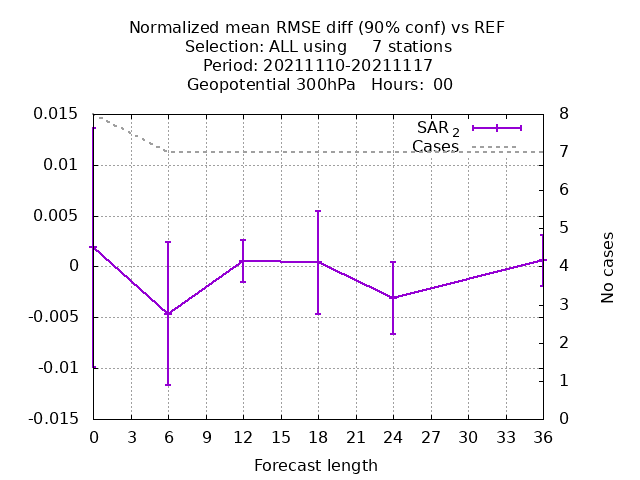 Normalized mean RMSE diff (90% conf) vs REF
Selection: ALL using     7 stations
Period: 20211110-20211117
Geopotential 300hPa   Hours:  00
0.015
0.01
0.005
0
-0.005
-0.01
-0.015
SAR 2
Cases
8
7
6
5
4
3
2
1
0
No cases
0 3 6 9 12 15 18 21 24 27 30 33 36
Forecast length